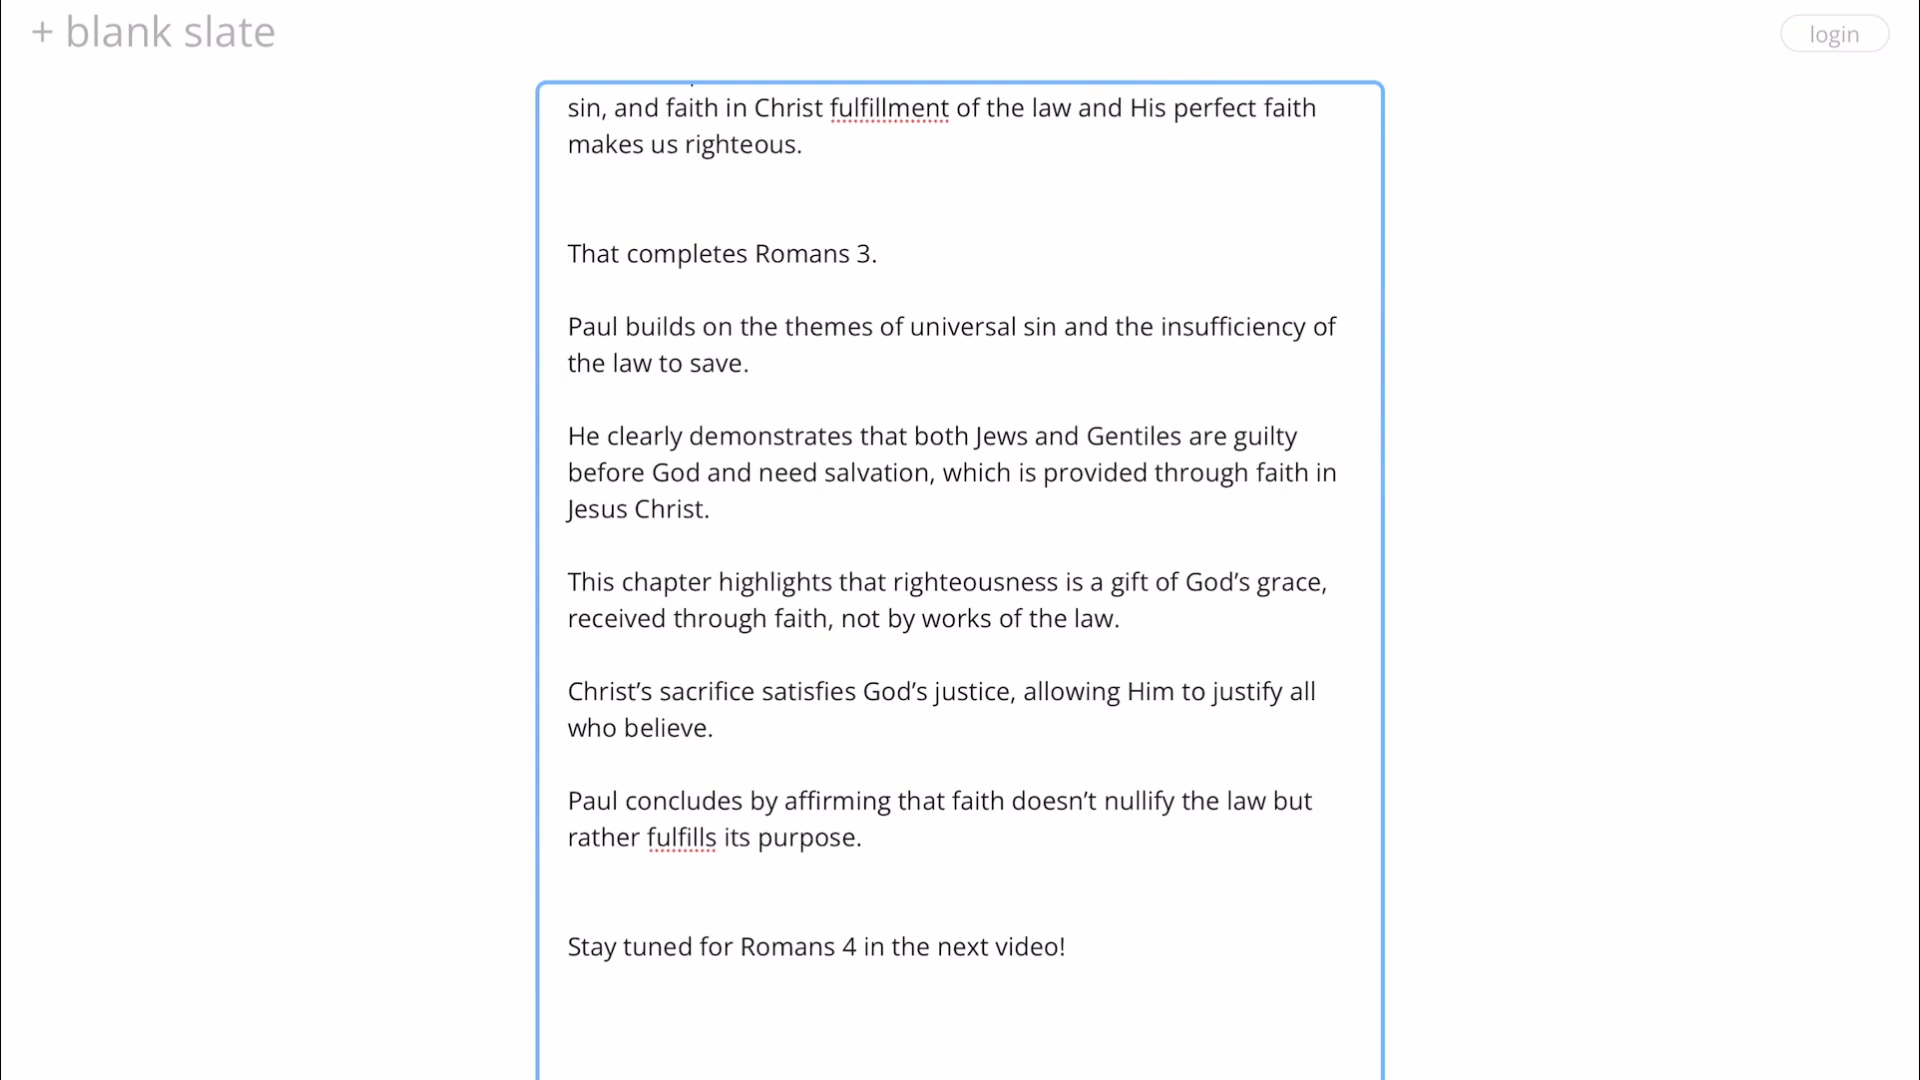 + blank slate
login
sin, and faith in Christ fulfillment of the law and His perfect faith
makes us righteous.
That completes Romans 3.
Paul builds on the themes of universal sin and the insufficiency of
the law to save.
He clearly demonstrates that both Jews and Gentiles are guilty
before God and need salvation, which is provided through faith in
Jesus Christ.
This chapter highlights that righteousness is a gift of God’s grace,
received through faith, not by works of the law.
Christ’s sacrifice satisfies God’s justice, allowing Him to justify all
who believe.
Paul concludes by affirming that faith doesn’t nullify the law but
rather fulfills its purpose.
Stay tuned for Romans 4 in the next video!